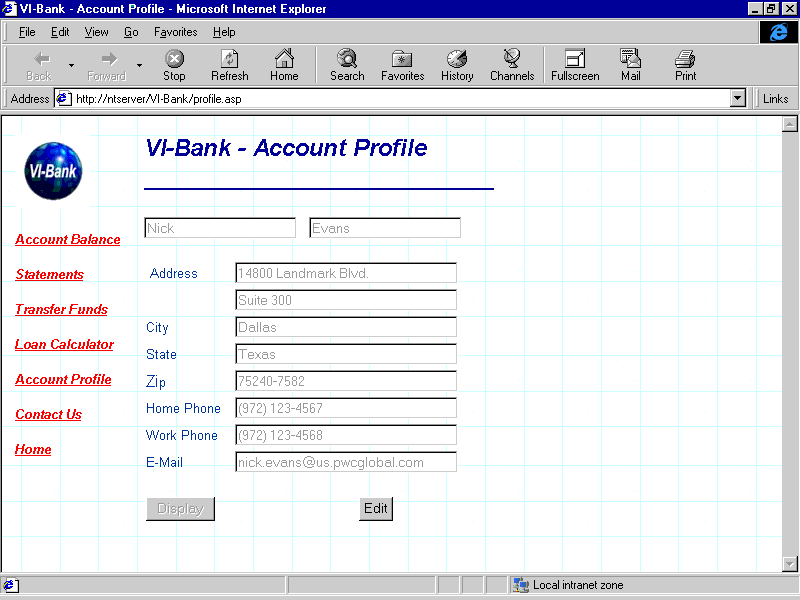 VI-Bank - Account Profile - Microsoft Internet Explorer
File Edit View Go Favorites Help
Back Forward Stop Refresh Home Search Favorites History Channels Fullscreen Mail Print
Address http://ntserver/VI-Bank/profile.asp Links
VI-Bank
VI-Bank - Account Profile
Account Balance
Statements
Transfer Funds
Loan Calculator
Account Profile
Contact Us
Home
Nick Evans
Address 14800 Landmark Blvd.
Suite 300
City Dallas
State Texas
Zip 75240-7582
Home Phone (972) 123-4567
Work Phone (972) 123-4568
E-Mail nick.evans@us.pwcglobal.com
Display Edit
Local intranet zone